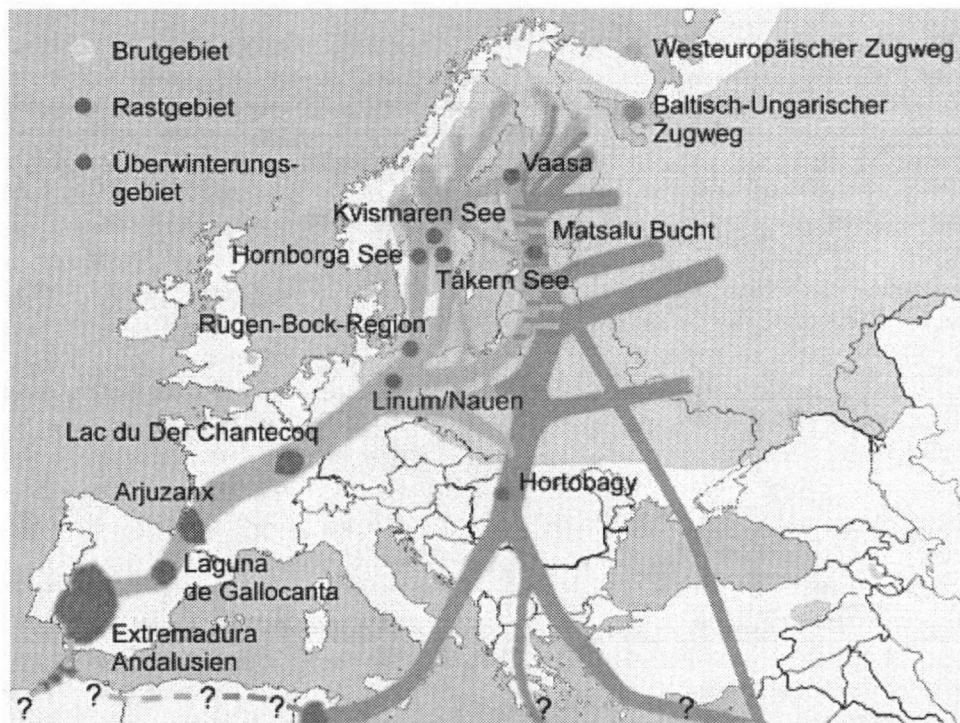 Brutgebiet
Rastgebiet
Überwinterungs-
gebiet
Westeuropäischer Zugweg
Baltisch-Ungarischer
Zugweg
Vaasa
Kvismaren See
Hornborga See
Matsalu Bucht
Tåkern See
Rügen-Bock-Region
Linum/Nauen
Lac du Der Chantecoq
Hortobagy
Arjuzanx
Laguna
de Gallocanta
Extremadura
Andalusien
? ? ? ? ?